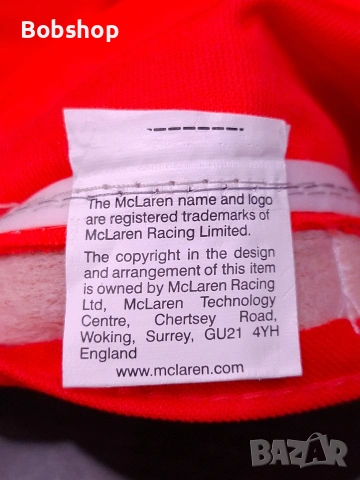 Bobshop
The McLaren name and logo
are registered trademarks of
McLaren Racing Limited.
The copyright in the design
and arrangement of this item
is owned by McLaren Racing
Ltd, McLaren Technology
Centre, Chertsey Road,
Woking, Surrey, GU21 4YH
England
www.mclaren.com
BAZAR